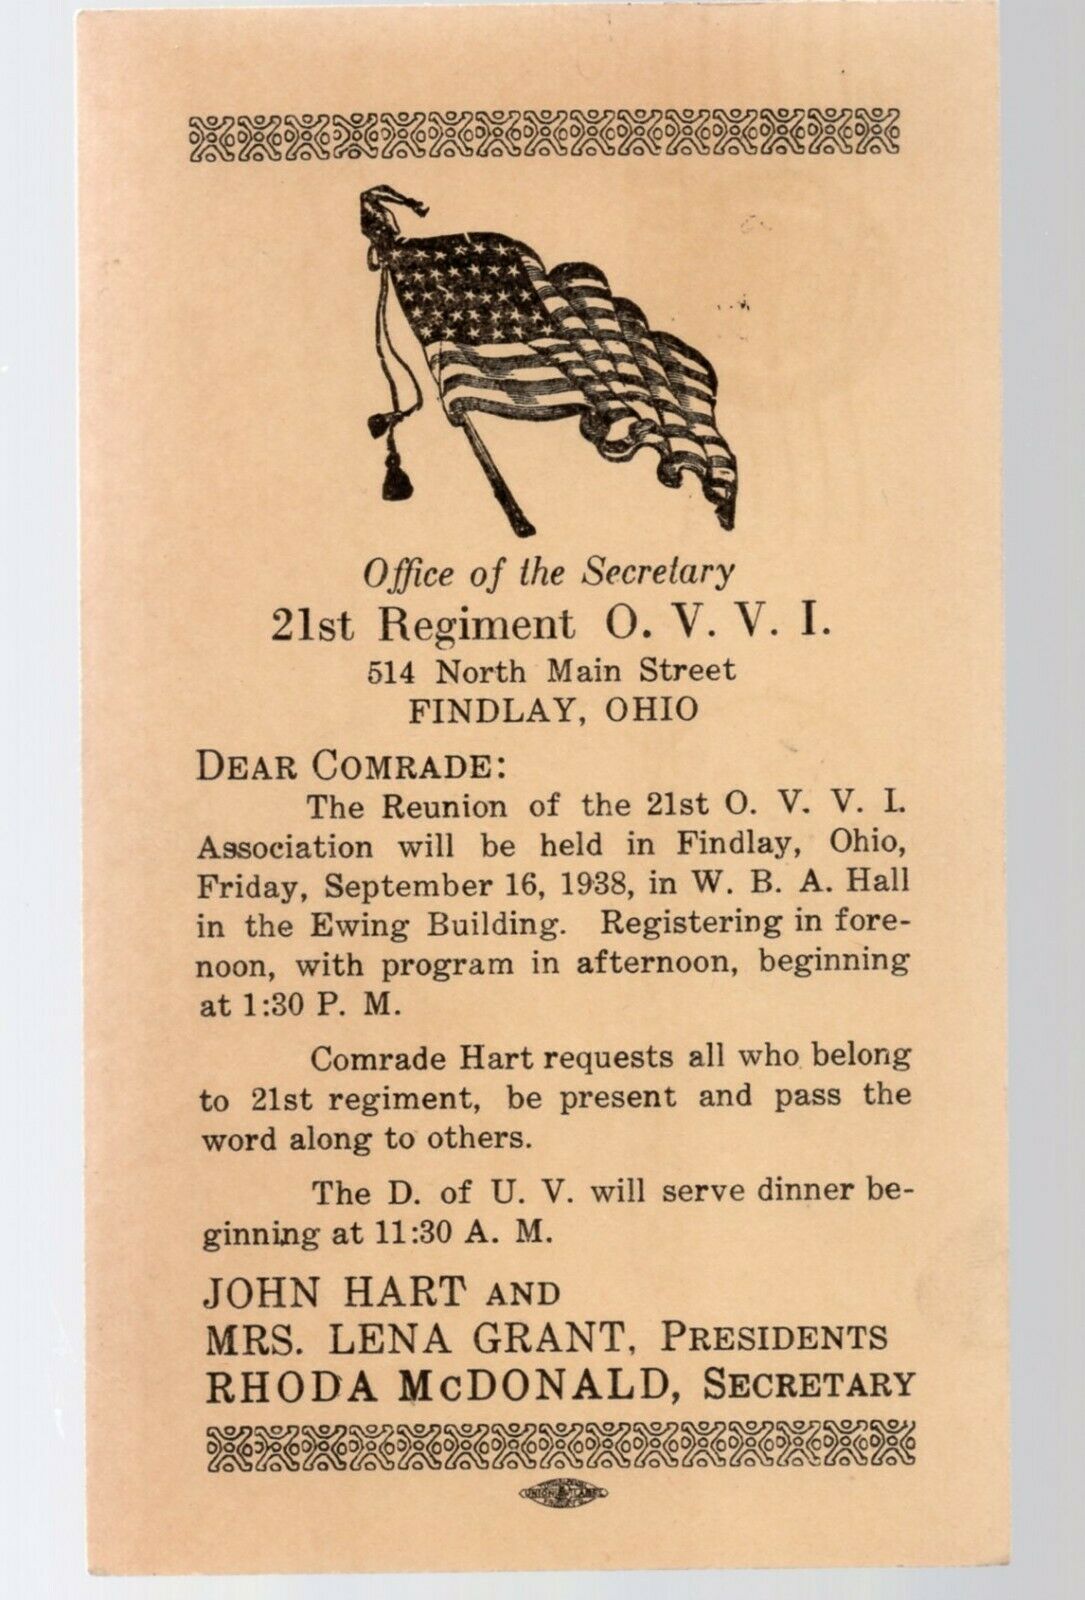 Office of the Secretary
21st Regiment O. V. V. I.
514 North Main Street
FINDLAY, OHIO
DEAR COMRADE:
The Reunion of the 21st O. V. V. I.
Association will be held in Findlay, Ohio,
Friday, September 16, 1938, in W. B. A. Hall
in the Ewing Building. Registering in fore-
noon, with program in afternoon, beginning
at 1:30 P. M.
Comrade Hart requests all who belong
to 21st regiment, be present and pass the
word along to others.
The D. of U. V. will serve dinner be-
ginning at 11:30 A. M.
JOHN HART AND
MRS. LENA GRANT, PRESIDENTS
RHODA McDONALD, SECRETARY
UNION LABEL